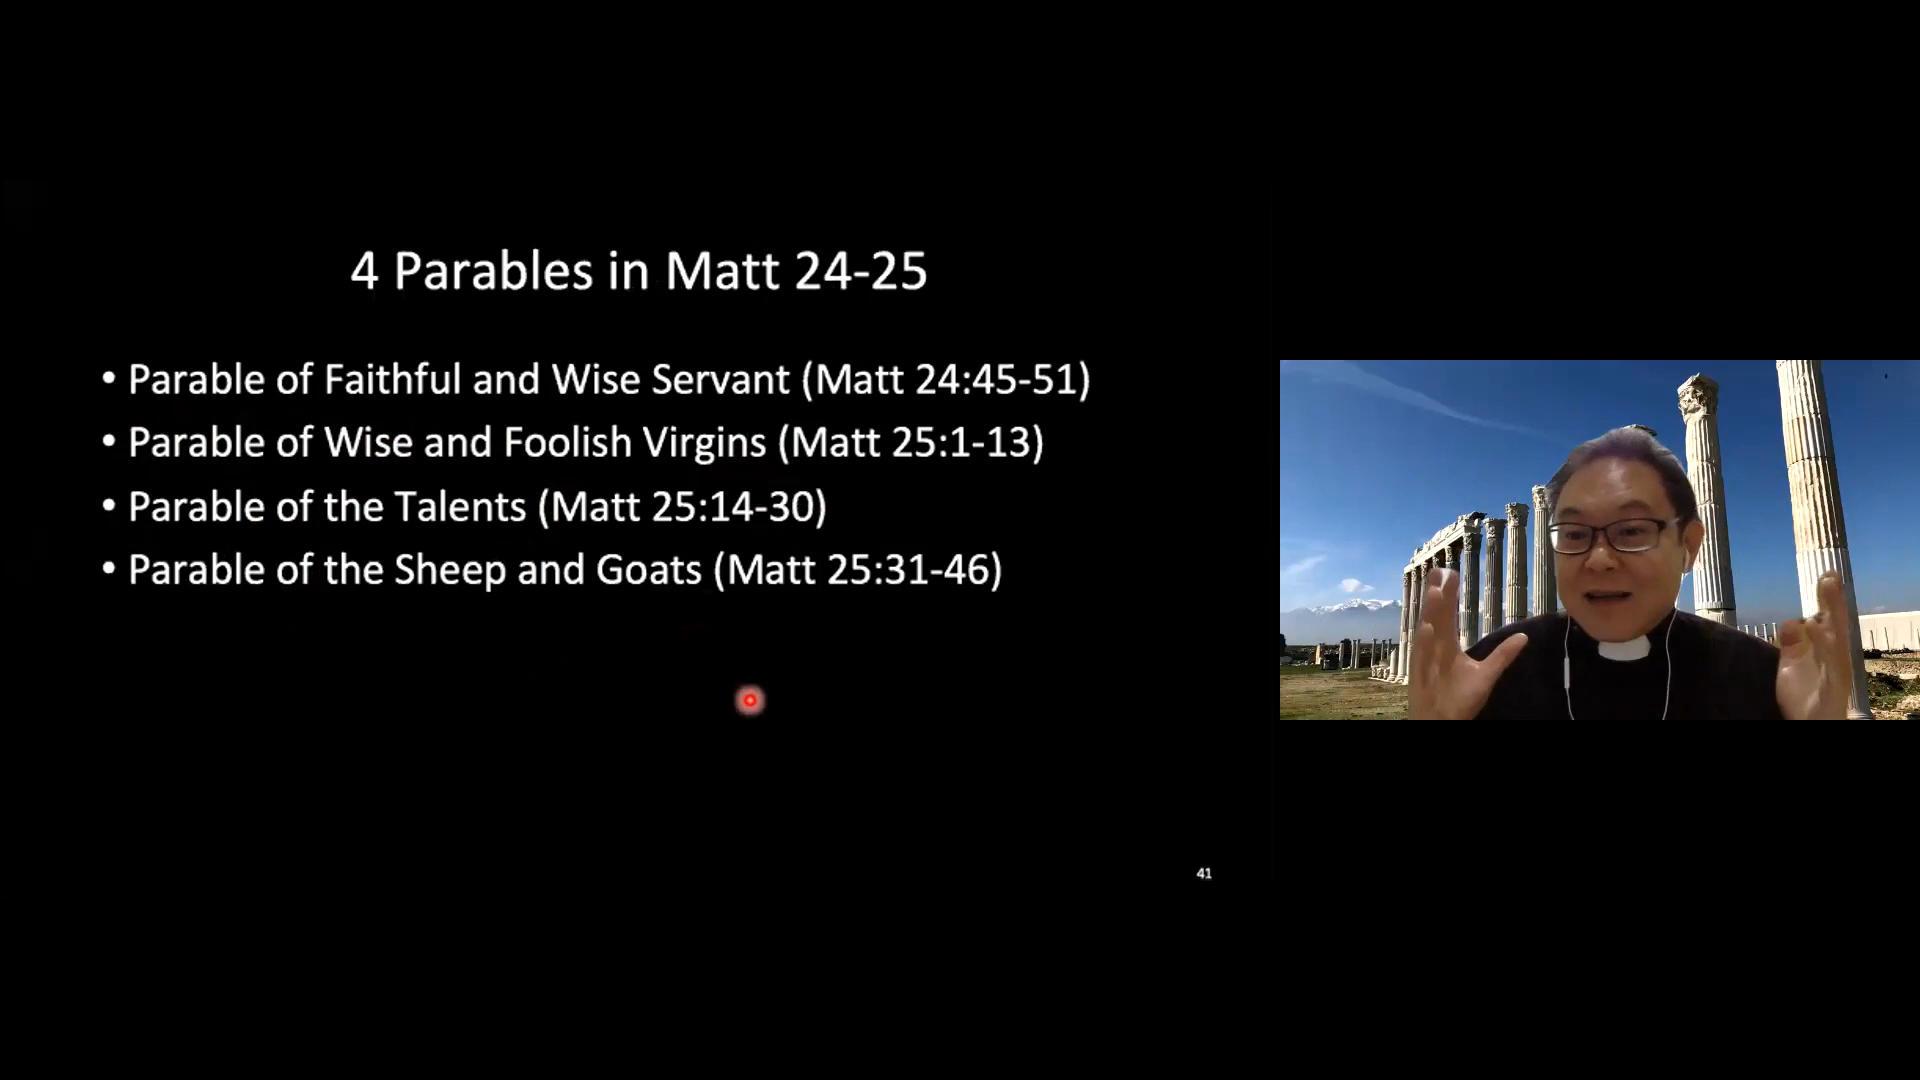 4 Parables in Matt 24-25
• Parable of Faithful and Wise Servant (Matt 24:45-51)
• Parable of Wise and Foolish Virgins (Matt 25:1-13)
• Parable of the Talents (Matt 25:14-30)
• Parable of the Sheep and Goats (Matt 25:31-46)
41